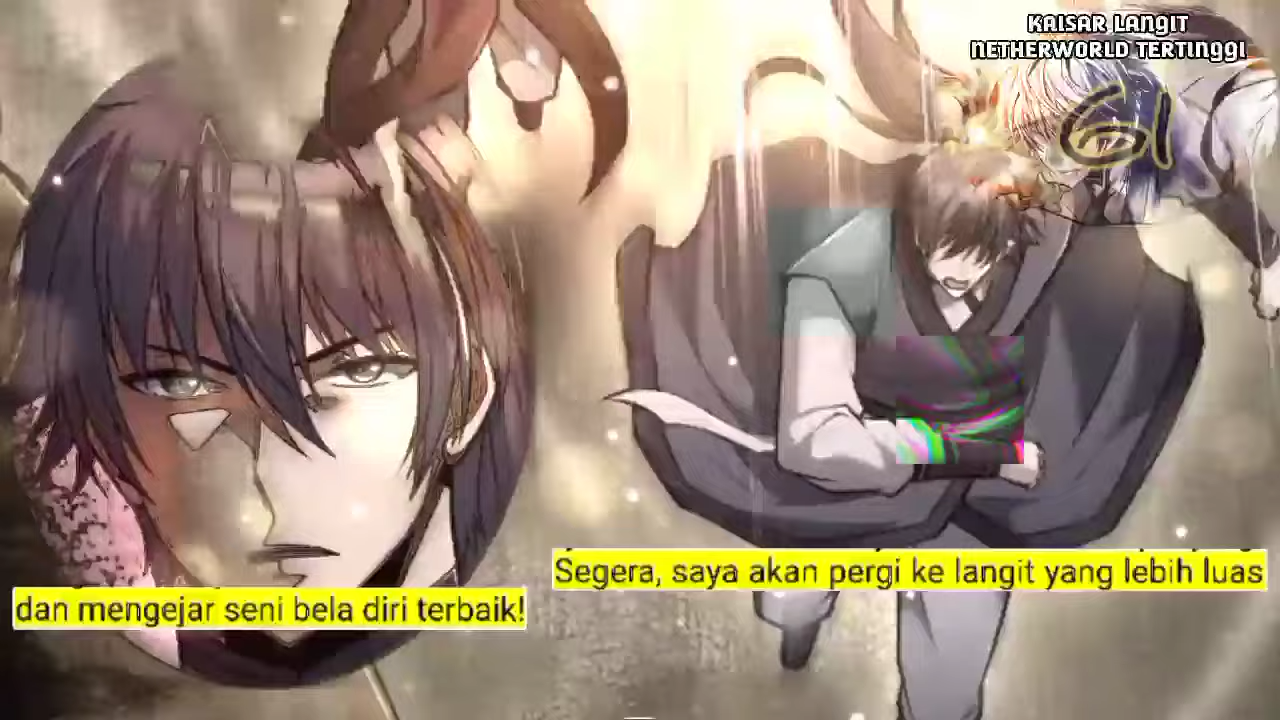 KAISAR LANGIT
NETHERWORLD TERTINGGI
61
Segera, saya akan pergi ke langit yang lebih luas
dan mengejar seni bela diri terbaik!